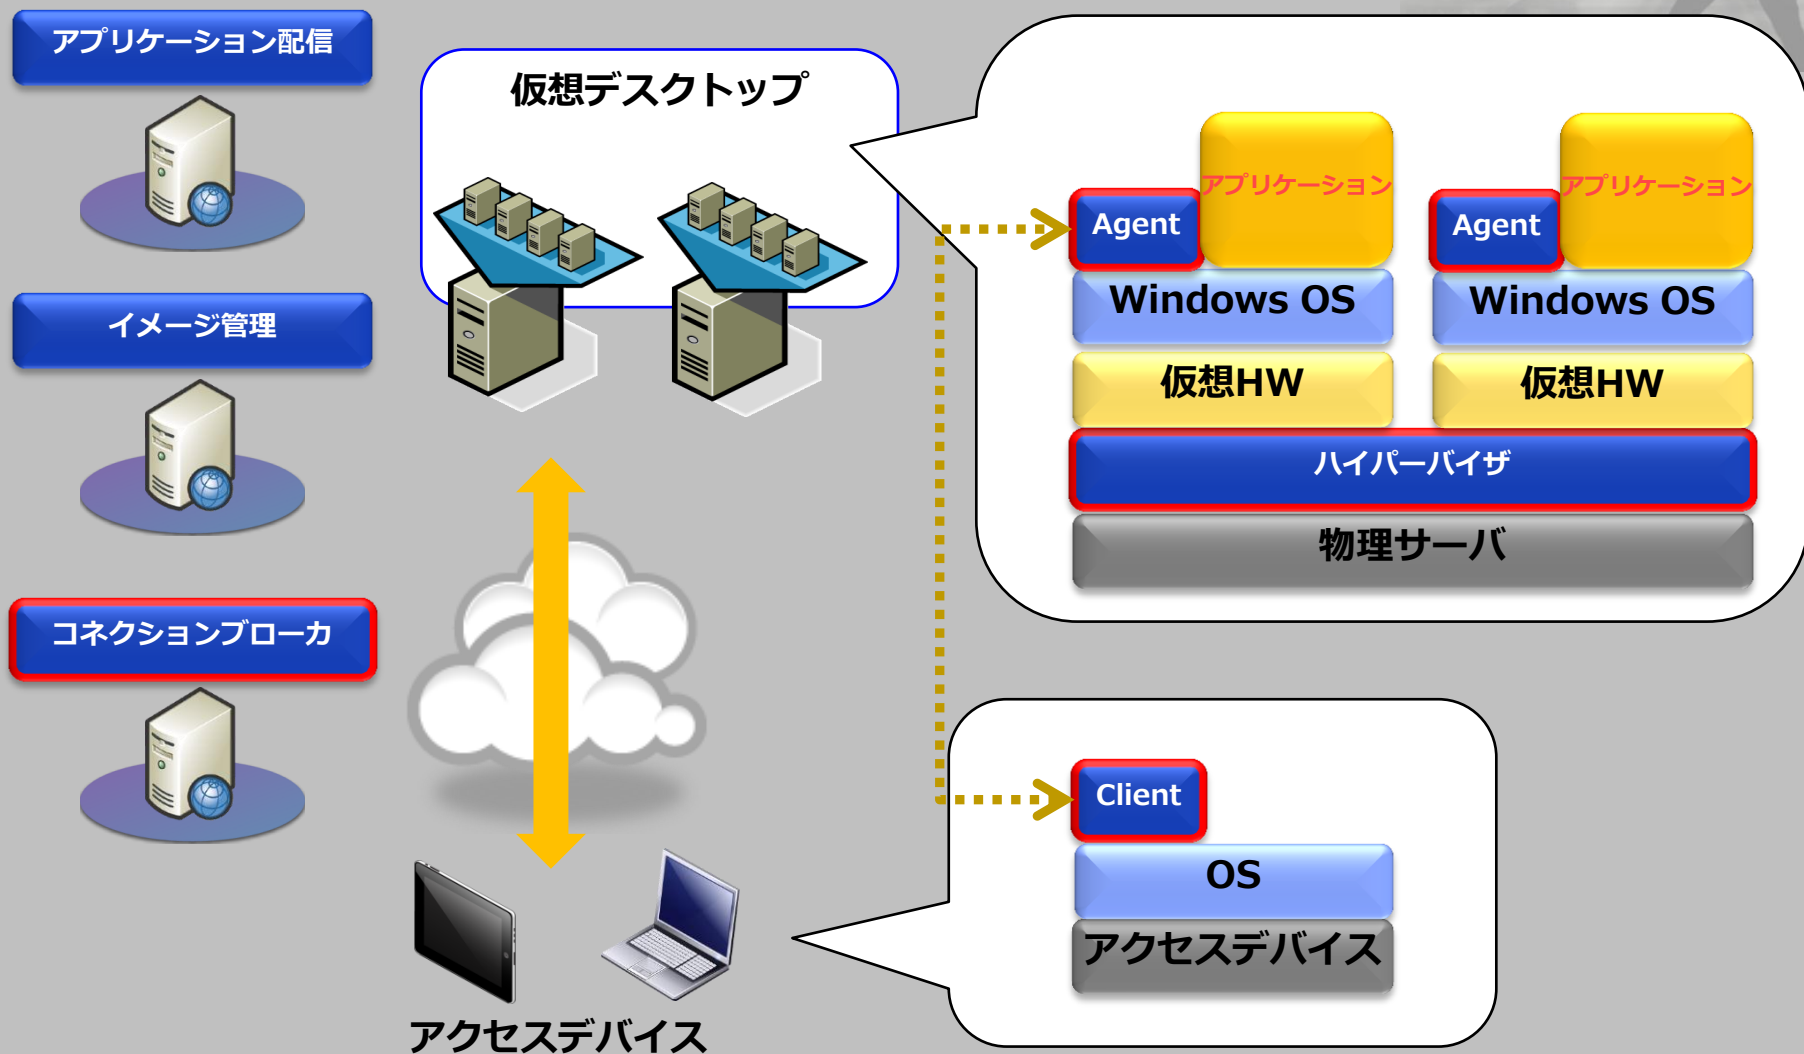 アプリケーション配信
イメージ管理
コネクションブローカ
仮想デスクトップ
アクセスデバイス
アプリケーション
アプリケーション
Agent
Agent
Windows OS
Windows OS
仮想HW
仮想HW
ハイパーバイザ
物理サーバ
Client
OS
アクセスデバイス